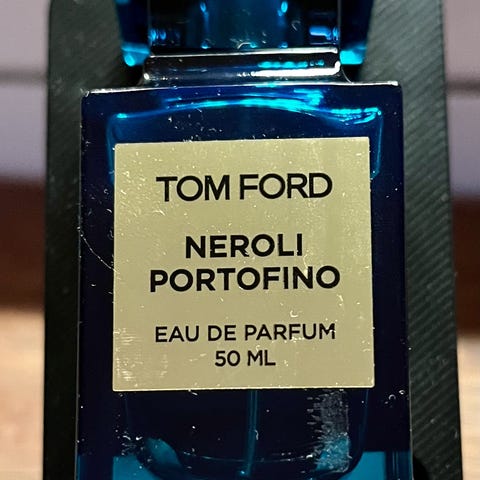 TOM FORD
NEROLI
PORTOFINO
EAU DE PARFUM
50 ML